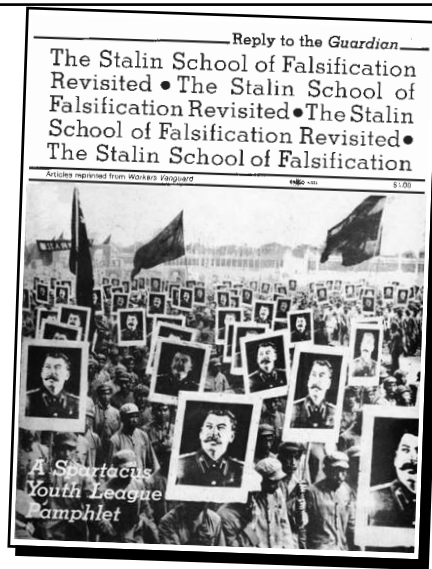 Reply to the Guardian
The Stalin School of Falsification
Revisited • The Stalin School of
Falsification Revisited•The Stalin
School of Falsification Revisited•
The Stalin School of Falsification
Articles reprinted from Workers Vanguard
$1.00
A Spartacus
Youth League
Pamphlet